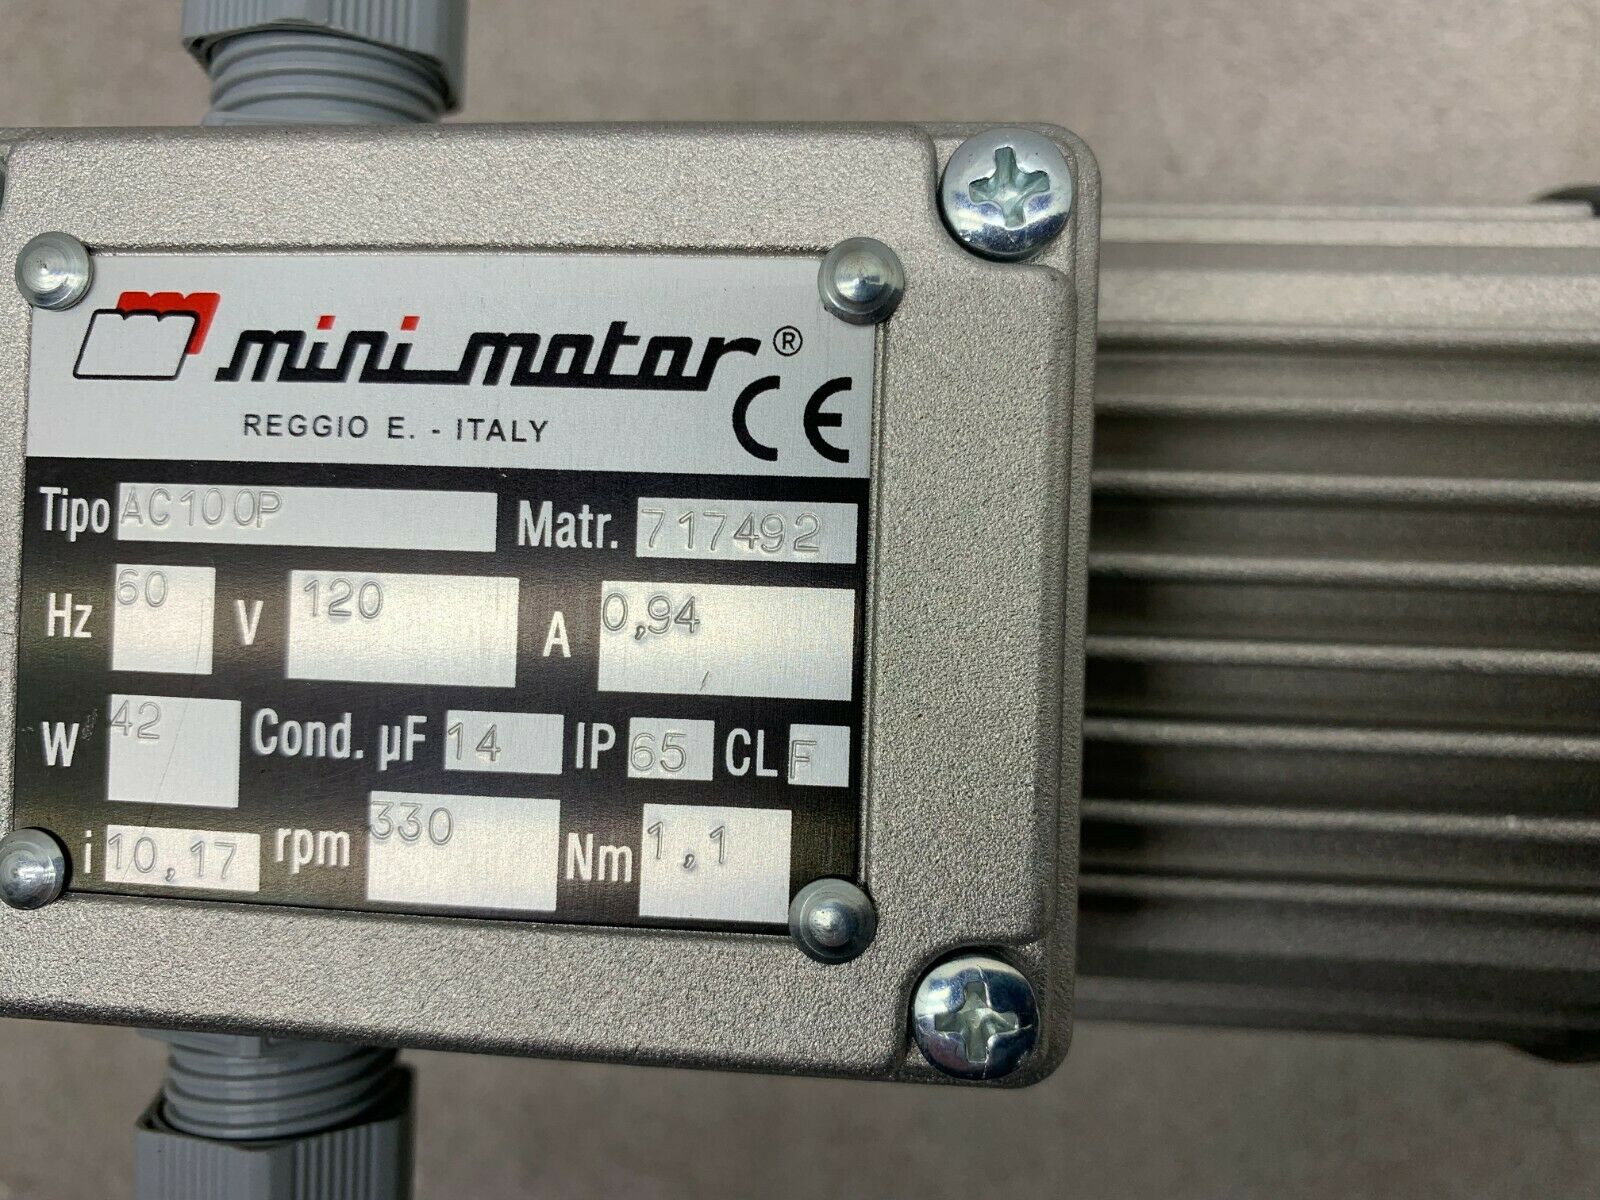 mini motor®
CE
REGGIO E. - ITALY
Tipo AC100P Matr. 717492
Hz 60 V 120 A 0,94
W 42 Cond. µF 14 IP 65 CL F
i 10,17 rpm 330 Nm 1,1